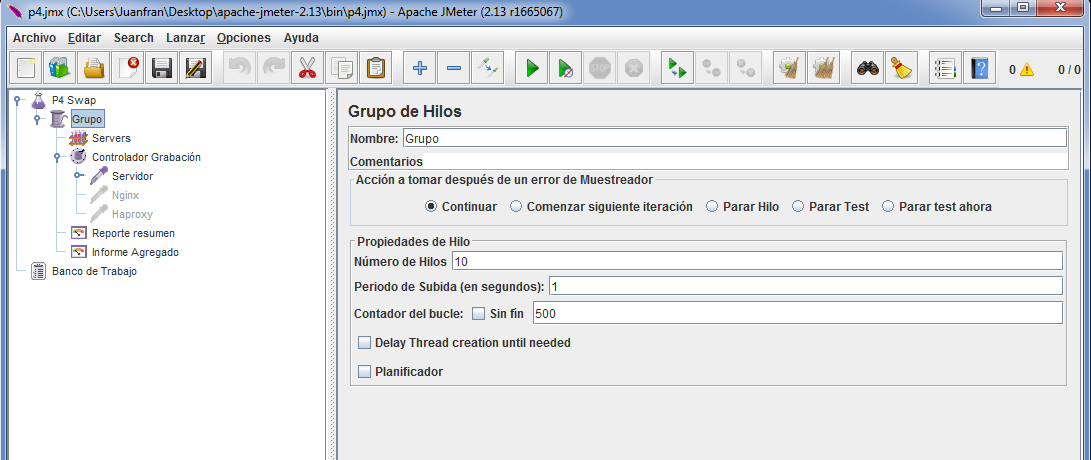 p4.jmx (C:\Users\Juanfran\Desktop\apache-jmeter-2.13\bin\p4.jmx) - Apache JMeter (2.13 r1665067)
Archivo Editar Search Lanzar Opciones Ayuda
STOP 0 0 / 0
P4 Swap
Grupo
Servers
Controlador Grabación
Servidor
Nginx
Haproxy
Reporte resumen
Informe Agregado
Banco de Trabajo
Grupo de Hilos
Nombre: Grupo
Comentarios
Acción a tomar después de un error de Muestreador
Continuar Comenzar siguiente iteración Parar Hilo Parar Test Parar test ahora
Propiedades de Hilo
Número de Hilos 10
Periodo de Subida (en segundos): 1
Contador del bucle: Sin fin 500
Delay Thread creation until needed
Planificador